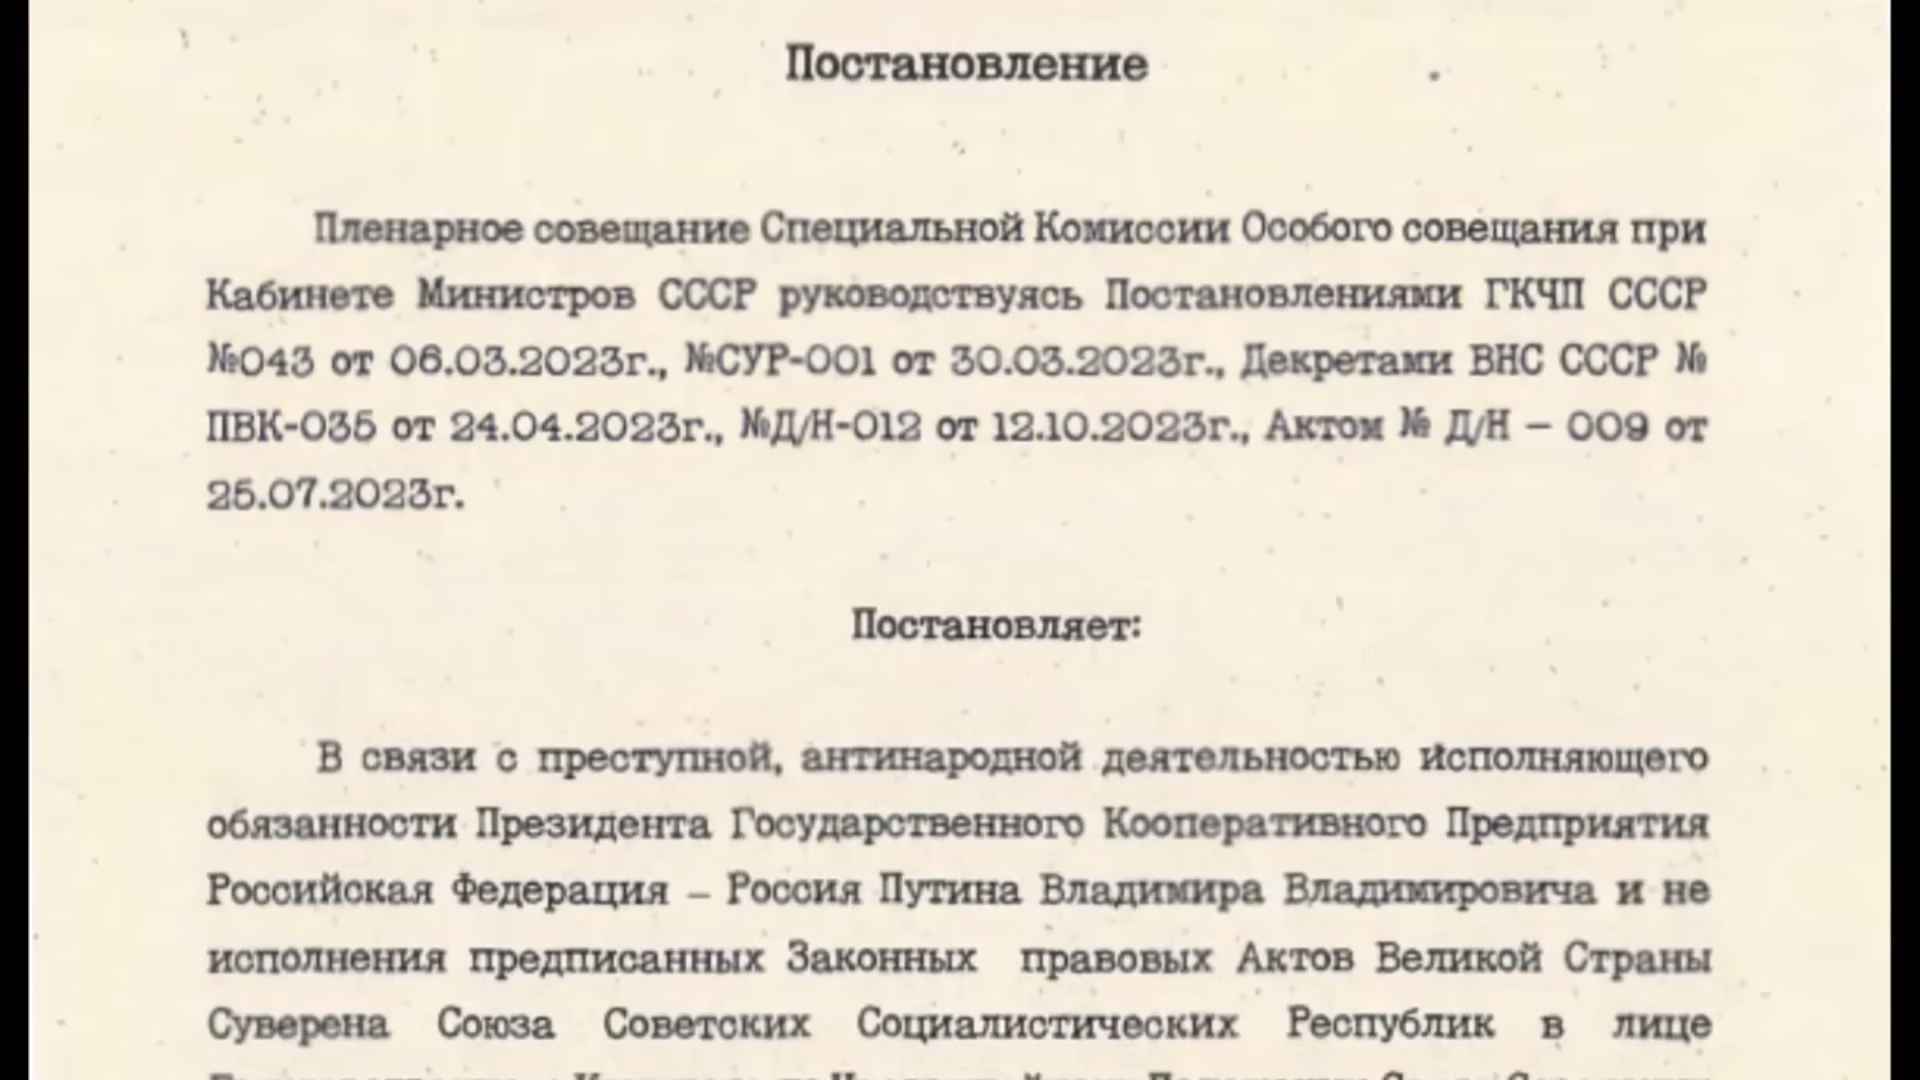 Постановление
Пленарное совещание Специальной Комиссии Особого совещания при
Кабинете Министров СССР руководствуясь Постановлениями ГКЧП СССР
№043 от 06.03.2023г., №СУР-001 от 30.03.2023г., Декретами ВНС СССР №
ПВК-035 от 24.04.2023г., №Д/Н-012 от 12.10.2023г., Актом № Д/Н – 009 от
25.07.2023г.
Постановляет:
В связи с преступной, антинародной деятельностью Исполняющего
обязанности Президента Государственного Кооперативного Предприятия
Российская Федерация – Россия Путина Владимира Владимировича и не
исполнения предписанных Законных правовых Актов Великой Страны
Суверена Союза Советских Социалистических Республик в лице